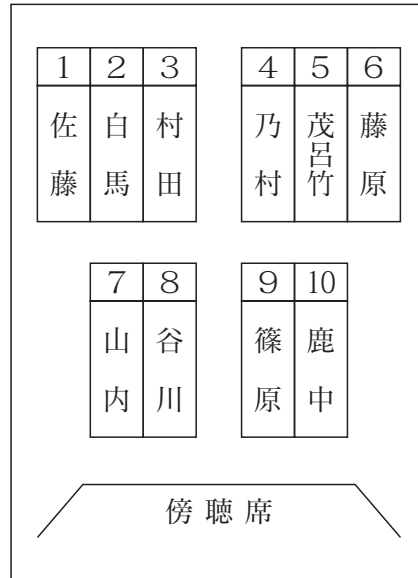 1 2 3 4 5 6
佐藤 白馬 村田 乃村 茂呂竹 藤原
7 8 9 10
山内 谷川 篠原 鹿中
傍聴席